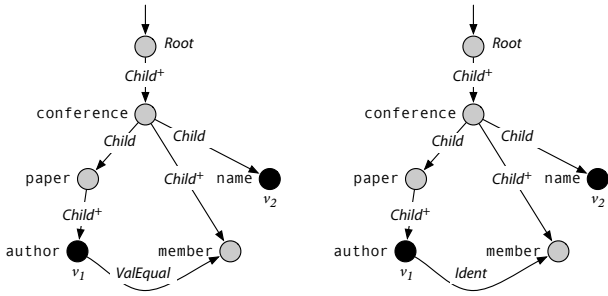 Root
Child+
conference
Child
Child
paper
Child+
name
v2
Child+
author
member
v1
ValEqual
Root
Child+
conference
Child
Child
paper
Child+
name
v2
Child+
author
member
v1
Ident